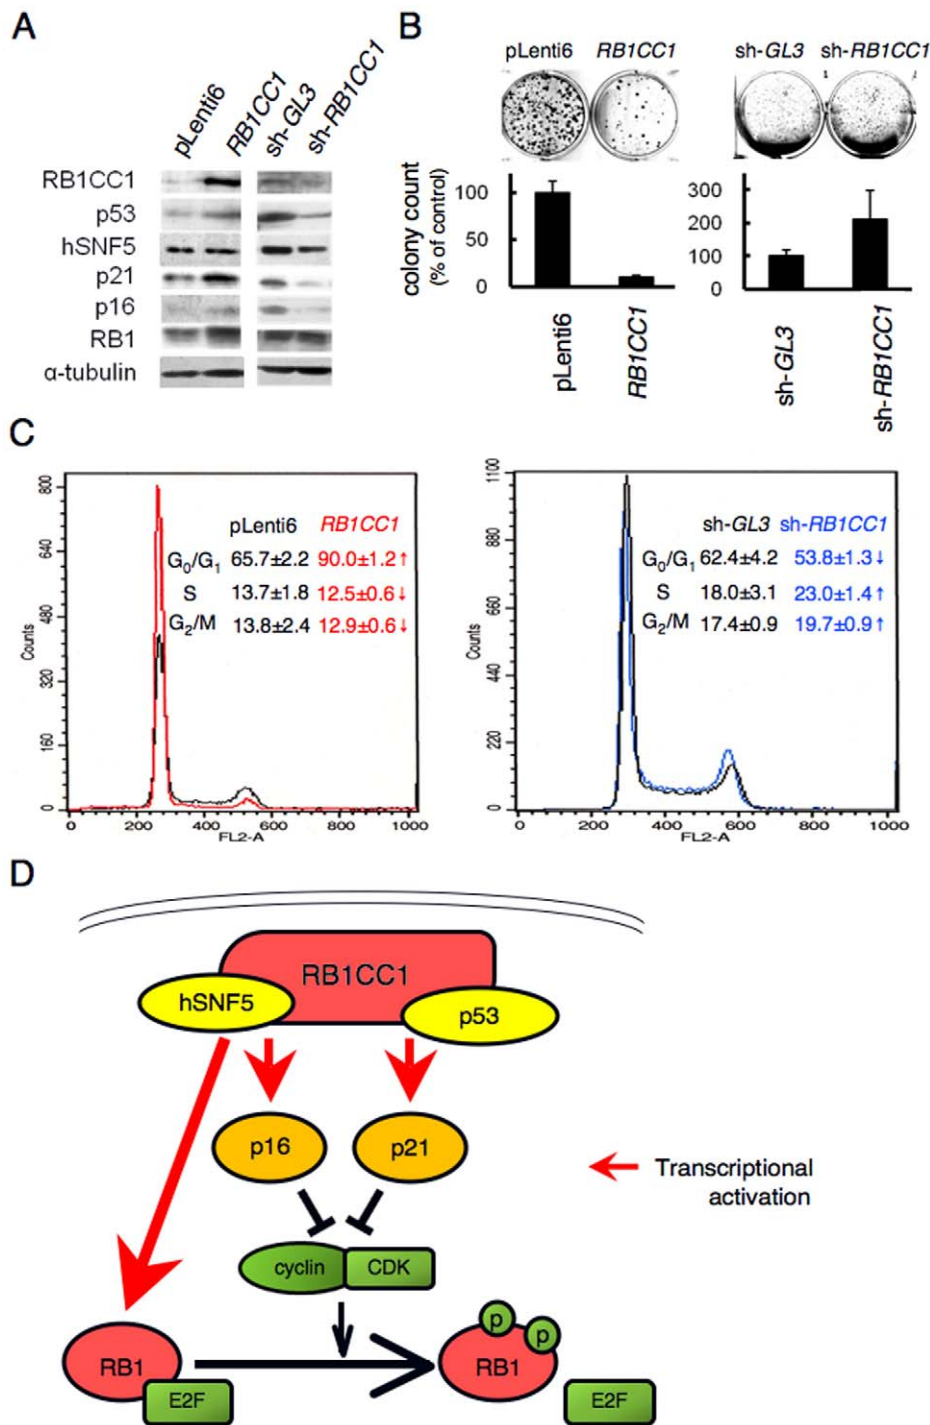 A
pLenti6
RB1CC1
sh-GL3
sh-RB1CC1
RB1CC1
p53
hSNF5
p21
p16
RB1
α-tubulin
B
pLenti6 RB1CC1
sh-GL3 sh-RB1CC1
colony count
(% of control)
100
50
0
pLenti6
RB1CC1
300
200
100
0
sh-GL3
sh-RB1CC1
C
Counts
800
640
480
320
160
0
pLenti6 RB1CC1
G0/G1 65.7±2.2 90.0±1.2↑
S 13.7±1.8 12.5±0.6↓
G2/M 13.8±2.4 12.9±0.6↓
0 200 400 600 800 1000
FL2-A
Counts
1100
880
660
440
220
0
sh-GL3 sh-RB1CC1
G0/G1 62.4±4.2 53.8±1.3↓
S 18.0±3.1 23.0±1.4↑
G2/M 17.4±0.9 19.7±0.9↑
0 200 400 600 800 1000
FL2-A
D
RB1CC1
hSNF5
p53
p16
p21
Transcriptional
activation
cyclin CDK
RB1
E2F
p
p
RB1
E2F